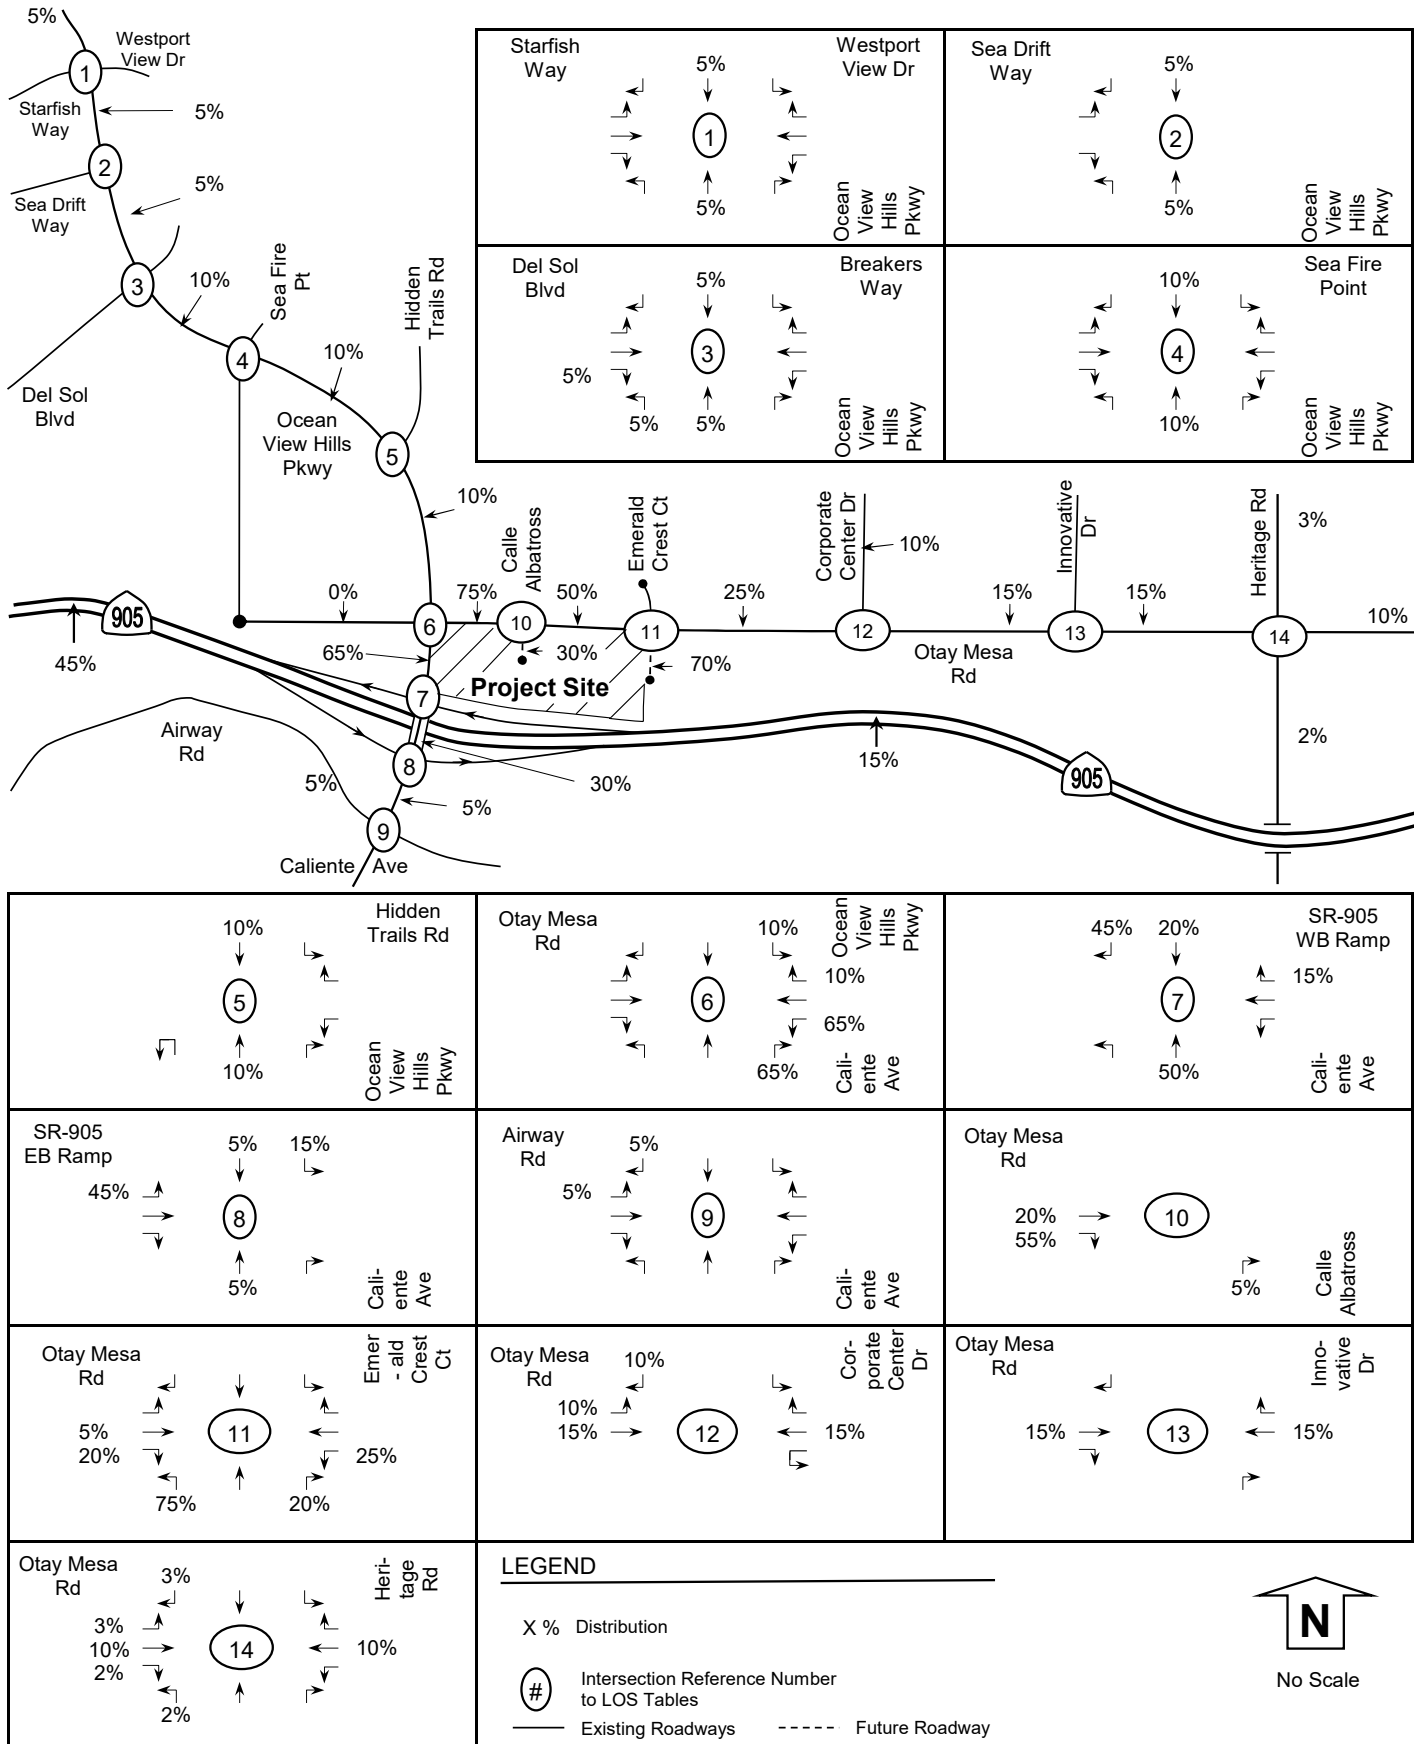 5%
Westport
View Dr
1
Starfish
Way
5%
2
Sea Drift
Way
5%
3
10%
Sea Fire
Pt
Del Sol
Blvd
4
10%
Hidden
Trails Rd
Ocean
View Hills
Pkwy
5
10%
Starfish
Way
5%
Westport
View Dr
1
5%
Ocean
View
Hills
Pkwy
Sea Drift
Way
5%
2
5%
Ocean
View
Hills
Pkwy
Del Sol
Blvd
5%
Breakers
Way
3
5%
5%
5%
Ocean
View
Hills
Pkwy
10%
Sea Fire
Point
4
10%
Ocean
View
Hills
Pkwy
Calle
Albatross
Emerald
Crest Ct
Corporate
Center Dr
10%
Innovative
Dr
Heritage Rd
3%
0%
75%
50%
25%
15%
15%
10%
905
6
10
11
12
13
14
45%
65%
30%
70%
Otay Mesa
Rd
Project Site
7
Airway
Rd
8
15%
905
2%
5%
30%
5%
9
Caliente
Ave
10%
Hidden
Trails Rd
5
10%
Ocean
View
Hills
Pkwy
Otay Mesa
Rd
10%
Ocean
View
Hills
Pkwy
10%
6
65%
65%
Cali-
ente
Ave
45%
20%
SR-905
WB Ramp
15%
7
50%
Cali-
ente
Ave
SR-905
EB Ramp
5%
15%
45%
8
5%
Cali-
ente
Ave
Airway
Rd
5%
5%
9
Cali-
ente
Ave
Otay Mesa
Rd
20%
55%
10
5%
Calle
Albatross
Otay Mesa
Rd
Emer-
ald
Crest
Ct
5%
20%
11
25%
75%
20%
Otay Mesa
Rd
10%
Cor-
porate
Center
Dr
10%
15%
12
15%
Otay Mesa
Rd
Inno-
vative
Dr
15%
13
15%
Otay Mesa
Rd
3%
Heri-
tage
Rd
3%
10%
2%
14
10%
2%
LEGEND
X % Distribution
# Intersection Reference Number
to LOS Tables
Existing Roadways
Future Roadway
N
No Scale